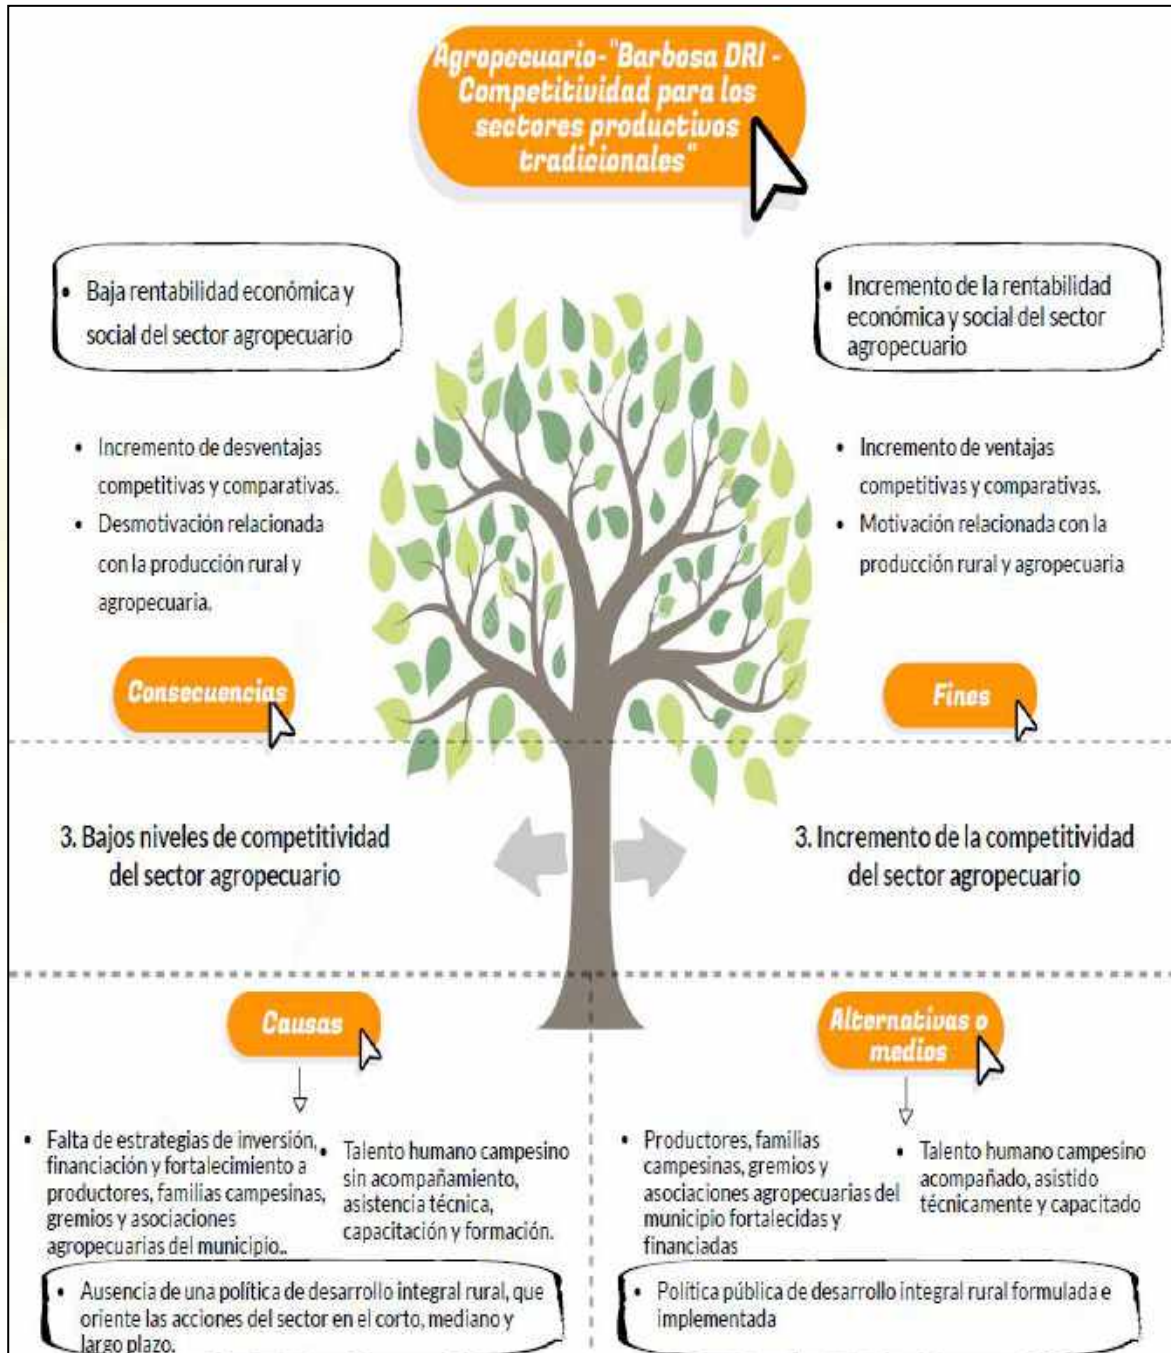 Agropecuario-"Barbosa DRI -
Competitividad para los
sectores productivos
tradicionales"
• Baja rentabilidad económica y
social del sector agropecuario
• Incremento de desventajas
competitivas y comparativas.
• Desmotivación relacionada
con la producción rural y
agropecuaria.
Consecuencias
• Incremento de la rentabilidad
económica y social del sector
agropecuario
• Incremento de ventajas
competitivas y comparativas.
• Motivación relacionada con la
producción rural y agropecuaria
Fines
3. Bajos niveles de competitividad
del sector agropecuario
3. Incremento de la competitividad
del sector agropecuario
Causas
• Falta de estrategias de inversión,
financiación y fortalecimiento a
productores, familias campesinas,
gremios y asociaciones
agropecuarias del municipio..
• Talento humano campesino
sin acompañamiento,
asistencia técnica,
capacitación y formación.
• Ausencia de una política de desarrollo integral rural, que
oriente las acciones del sector en el corto, mediano y
largo plazo.
Alternativas o
medios
• Productores, familias
campesinas, gremios y
asociaciones agropecuarias del
municipio fortalecidas y
financiadas
• Talento humano campesino
acompañado, asistido
técnicamente y capacitado
• Política pública de desarrollo integral rural formulada e
implementada